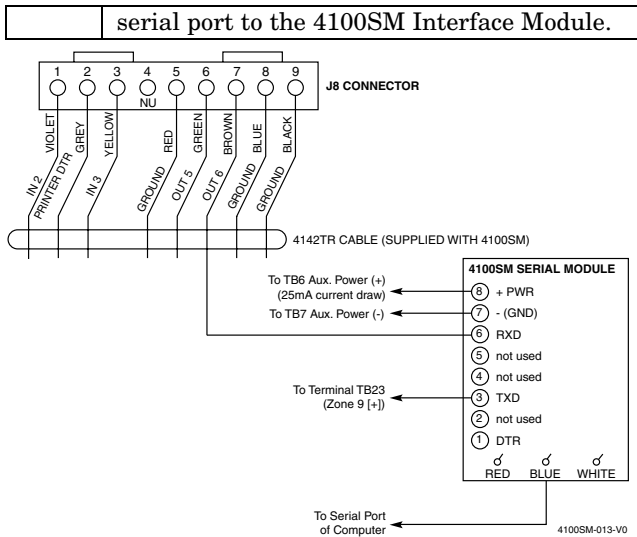 serial port to the 4100SM Interface Module.
1 2 3 4 5 6 7 8 9
J8 CONNECTOR
NU
VIOLET
GREY
YELLOW
RED
GREEN
BROWN
BLUE
BLACK
IN 2
PRINTER DTR
IN 3
GROUND
OUT 5
OUT 6
GROUND
GROUND
4142TR CABLE (SUPPLIED WITH 4100SM)
4100SM SERIAL MODULE
To TB6 Aux. Power (+)
(25mA current draw)
8 + PWR
To TB7 Aux. Power (-)
7 - (GND)
6 RXD
5 not used
4 not used
To Terminal TB23
(Zone 9 [+])
3 TXD
2 not used
1 DTR
RED BLUE WHITE
To Serial Port
of Computer
4100SM-013-V0